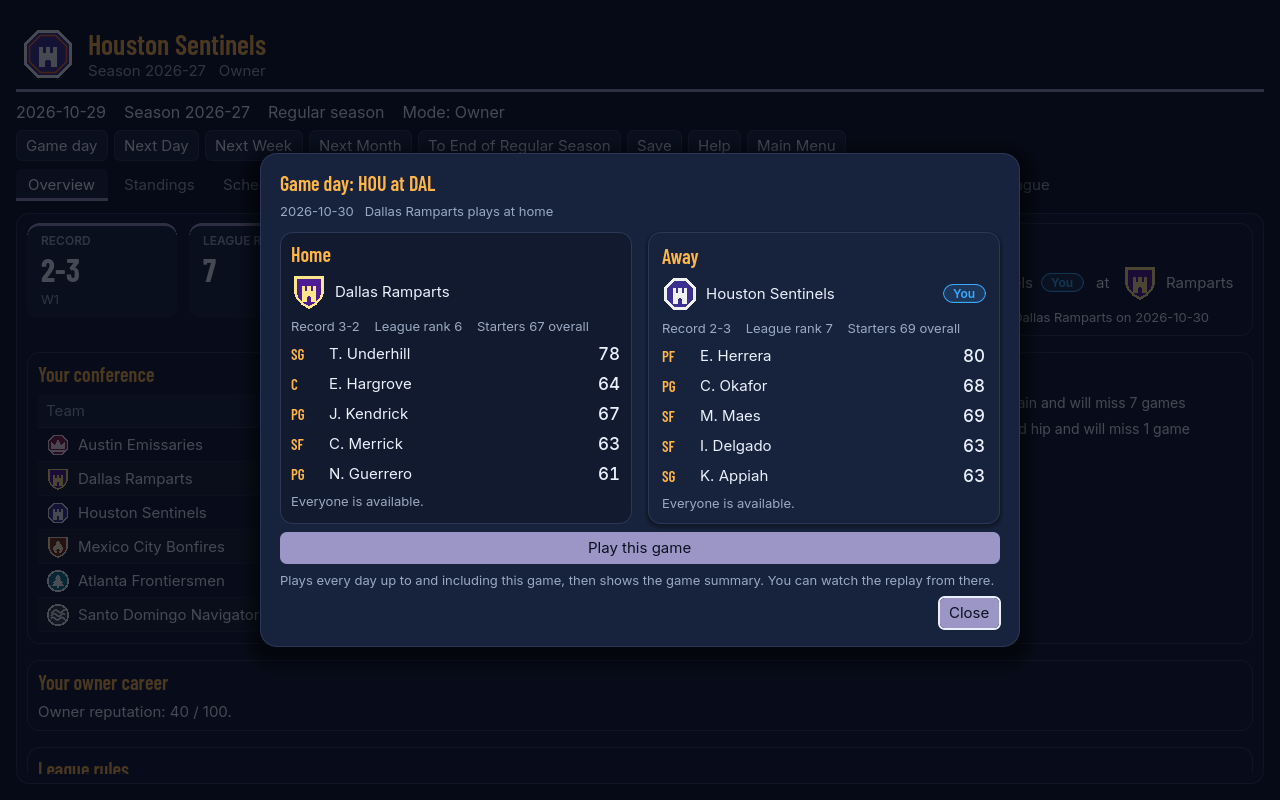 Houston Sentinels
Season 2026-27 Owner
2026-10-29 Season 2026-27 Regular season Mode: Owner
Game day Next Day Next Week Next Month To End of Regular Season Save Help Main Menu
Overview Standings
RECORD
2-3
W1
LEAGUE
7
You at Ramparts
Dallas Ramparts on 2026-10-30
Your conference
Team
Austin Emissaries
Dallas Ramparts
Houston Sentinels
Mexico City Bonfires
Atlanta Frontiersmen
Santo Domingo Navigator
and will miss 7 games
hip and will miss 1 game
Your owner career
Owner reputation: 40 / 100.
League rules
Game day: HOU at DAL
2026-10-30 Dallas Ramparts plays at home
Home
Dallas Ramparts
Record 3-2 League rank 6 Starters 67 overall
SG T. Underhill 78
C E. Hargrove 64
PG J. Kendrick 67
SF C. Merrick 63
PG N. Guerrero 61
Everyone is available.
Away
Houston Sentinels You
Record 2-3 League rank 7 Starters 69 overall
PF E. Herrera 80
PG C. Okafor 68
SF M. Maes 69
SF I. Delgado 63
SG K. Appiah 63
Everyone is available.
Play this game
Plays every day up to and including this game, then shows the game summary. You can watch the replay from there.
Close